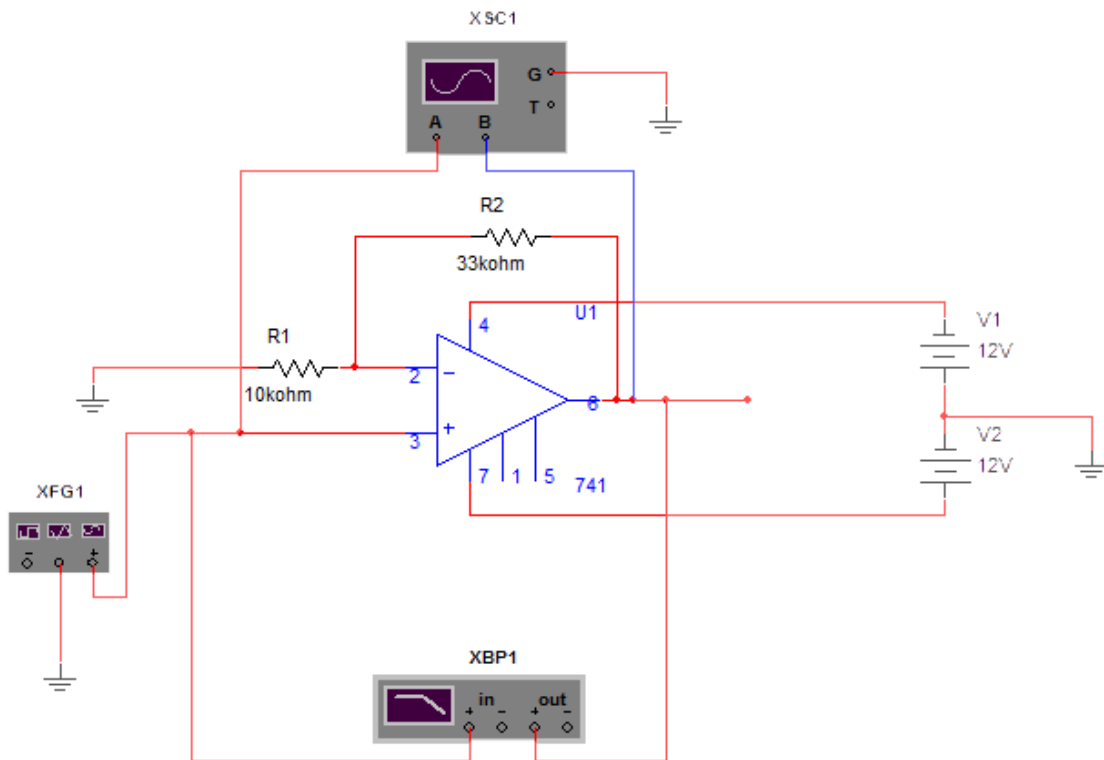 XSC1
G
T
A B
R2
33kohm
U1
4
V1
12V
R1
10kohm
2 −
6
3 +
V2
12V
7 1 5 741
XFG1
− +
XBP1
in out
+ − + −